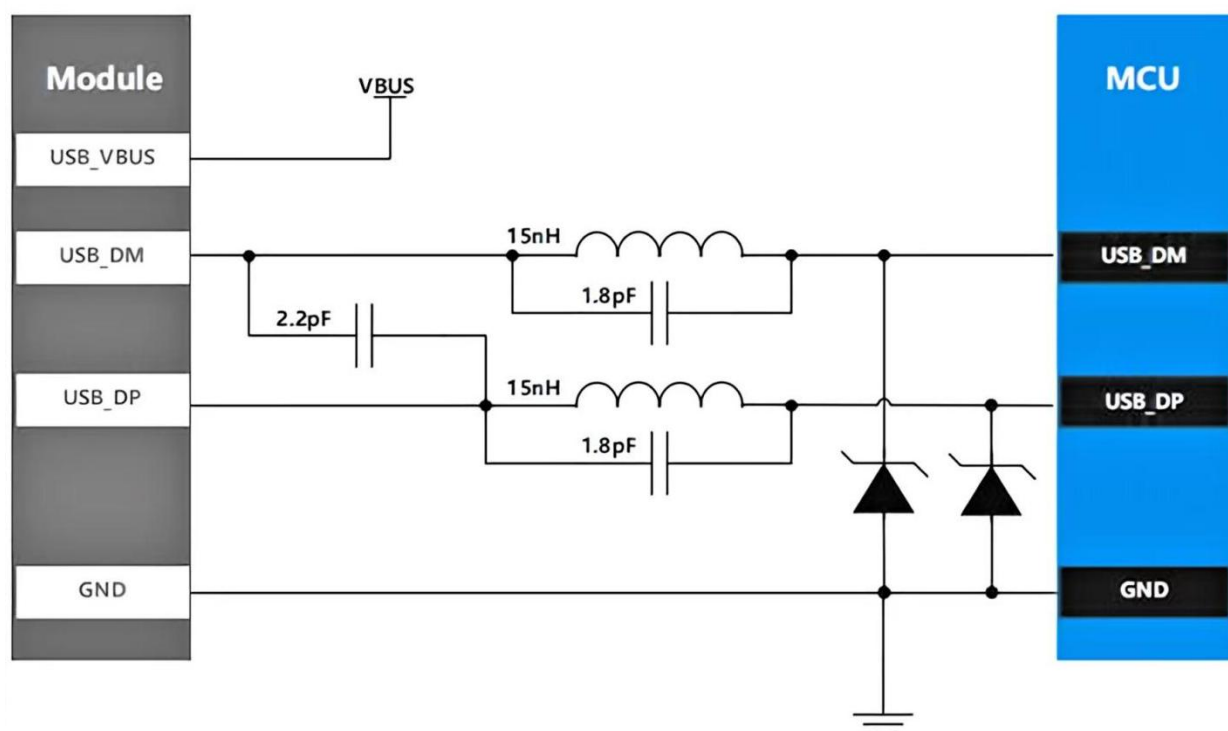 Module
MCU
VBUS
USB_VBUS
15nH
USB_DM
USB_DM
1.8pF
2.2pF
15nH
USB_DP
USB_DP
1.8pF
GND
GND